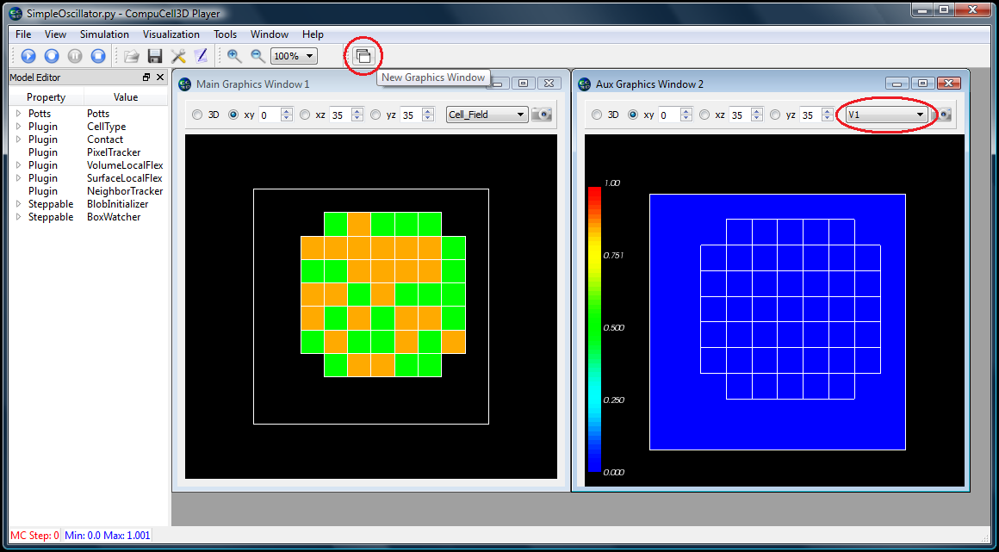 SimpleOscillator.py - CompuCell3D Player
File View Simulation Visualization Tools Window Help
100%
New Graphics Window
Model Editor
Property Value
Potts Potts
Plugin CellType
Plugin Contact
Plugin PixelTracker
Plugin VolumeLocalFlex
Plugin SurfaceLocalFlex
Plugin NeighborTracker
Steppable BlobInitializer
Steppable BoxWatcher
Main Graphics Window 1
3D xy 0 xz 35 yz 35 Cell_Field
Aux Graphics Window 2
3D xy 0 xz 35 yz 35 V1
1.00
0.751
0.500
0.250
0.000
MC Step: 0 Min: 0.0 Max: 1.001